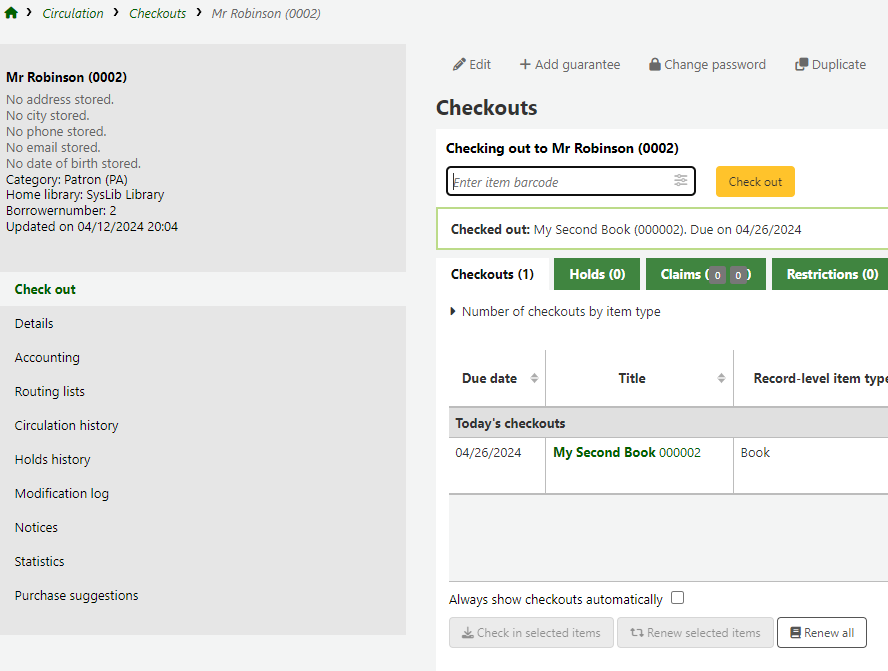 Circulation Checkouts Mr Robinson (0002)
Mr Robinson (0002)
No address stored.
No city stored.
No phone stored.
No email stored.
No date of birth stored.
Category: Patron (PA)
Home library: SysLib Library
Borrowernumber: 2
Updated on 04/12/2024 20:04
Check out
Details
Accounting
Routing lists
Circulation history
Holds history
Modification log
Notices
Statistics
Purchase suggestions
Edit Add guarantee Change password Duplicate
Checkouts
Checking out to Mr Robinson (0002)
Enter item barcode Check out
Checked out: My Second Book (000002). Due on 04/26/2024
Checkouts (1) Holds (0) Claims ( 0 0 ) Restrictions (0)
Number of checkouts by item type
Due date Title Record-level item type
Today's checkouts
04/26/2024 My Second Book 000002 Book
Always show checkouts automatically
Check in selected items Renew selected items Renew all